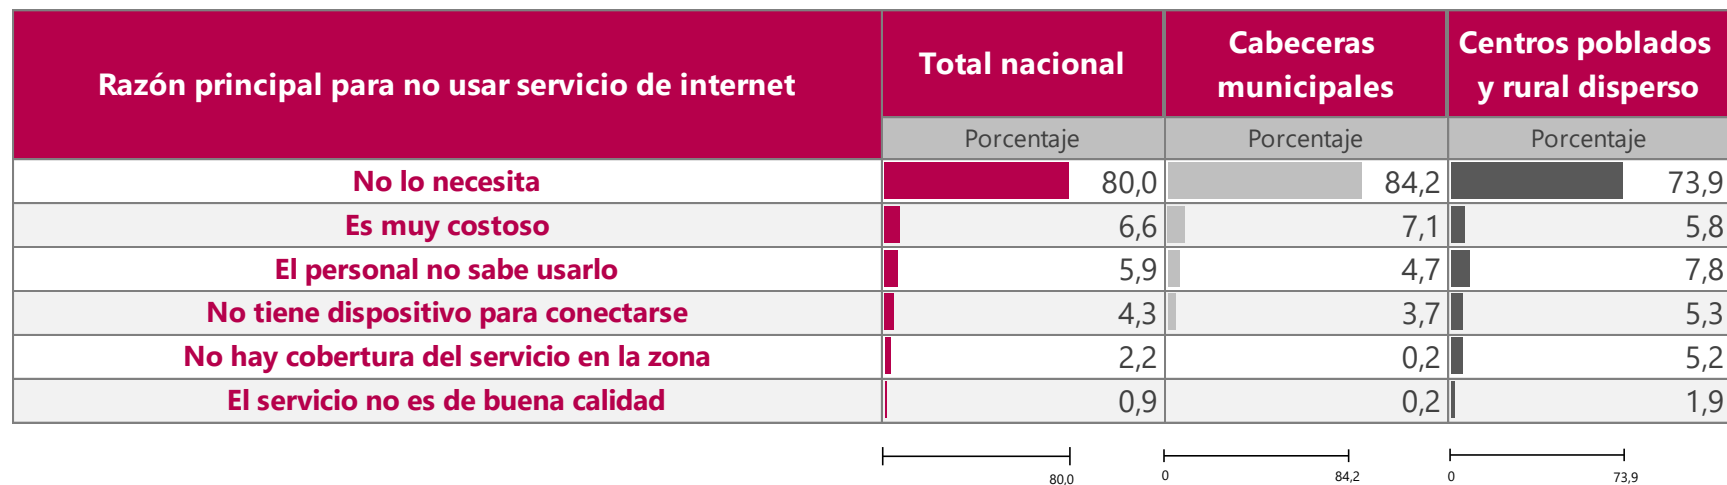 Razón principal para no usar servicio de internet
Total nacional
Cabeceras
municipales
Centros poblados
y rural disperso
Porcentaje Porcentaje Porcentaje
No lo necesita 80,0 84,2 73,9
Es muy costoso 6,6 7,1 5,8
El personal no sabe usarlo 5,9 4,7 7,8
No tiene dispositivo para conectarse 4,3 3,7 5,3
No hay cobertura del servicio en la zona 2,2 0,2 5,2
El servicio no es de buena calidad 0,9 0,2 1,9
80,0 0 84,2 0 73,9